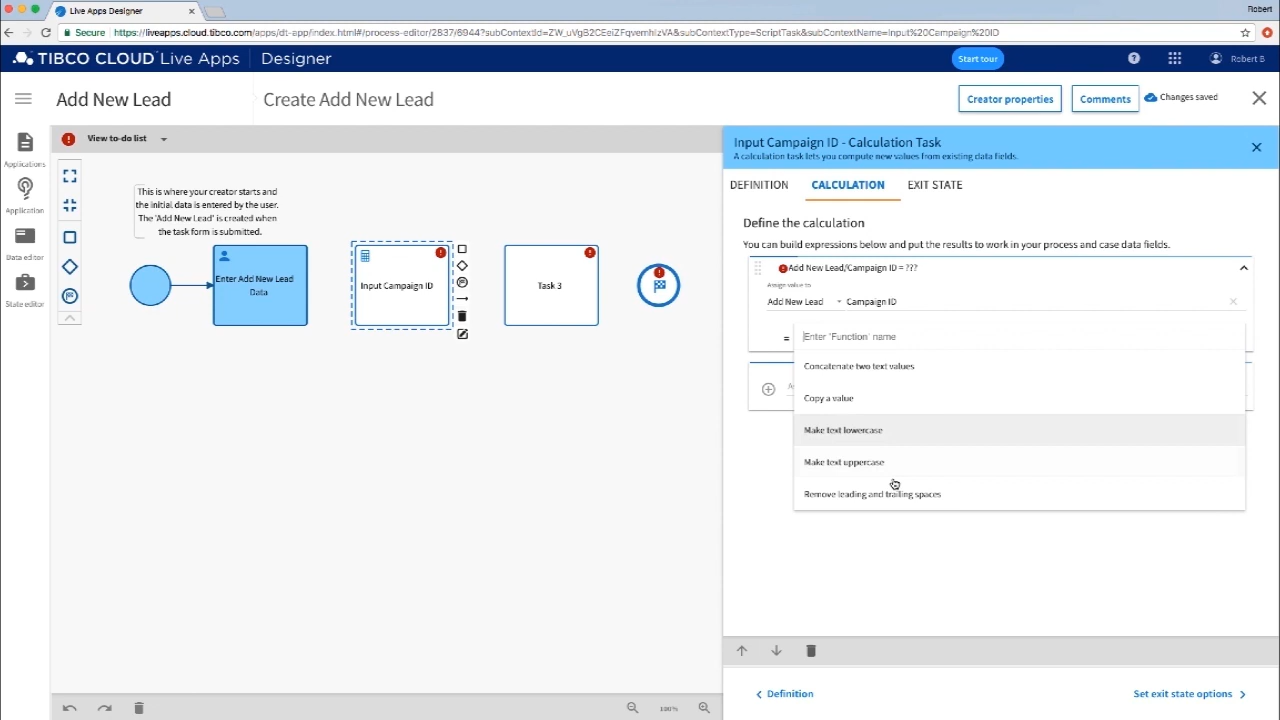 Live Apps Designer
Robert
Secure
https://liveapps.cloud.tibco.com/apps/dt-app/index.html#/process-editor/2837/6944?subContextId=ZW_uVgB2CEeiZFqvemhlzVA&subContextType=ScriptTask&subContextName=Input%20Campaign%20ID
TIBCO CLOUD Live Apps
Designer
Start tour
Robert B
Add New Lead
Create Add New Lead
Creator properties
Comments
Changes saved
Applications
Application
Data editor
State editor
View to-do list
This is where your creator starts and
the initial data is entered by the user.
The 'Add New Lead' is created when
the task form is submitted.
Enter Add New Lead
Data
Input Campaign ID
Task 3
100%
Input Campaign ID - Calculation Task
A calculation task lets you compute new values from existing data fields.
DEFINITION
CALCULATION
EXIT STATE
Define the calculation
You can build expressions below and put the results to work in your process and case data fields.
Add New Lead/Campaign ID = ???
Assign value to
Add New Lead
Campaign ID
=
Enter 'Function' name
Concatenate two text values
Copy a value
Make text lowercase
Make text uppercase
Remove leading and trailing spaces
Definition
Set exit state options